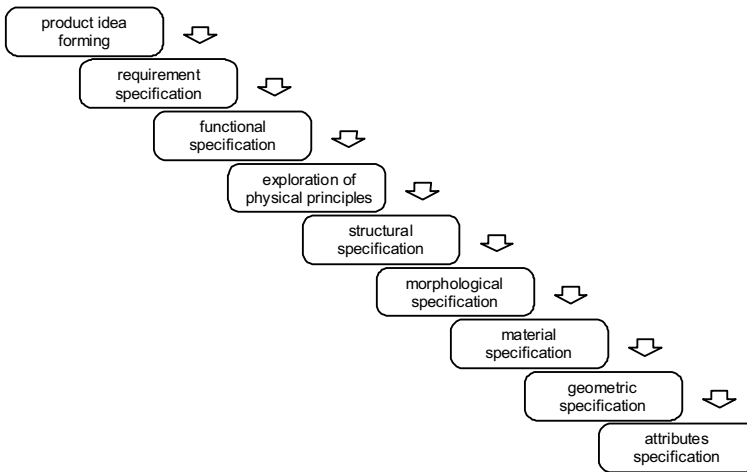 product idea
forming
requirement
specification
functional
specification
exploration of
physical principles
structural
specification
morphological
specification
material
specification
geometric
specification
attributes
specification